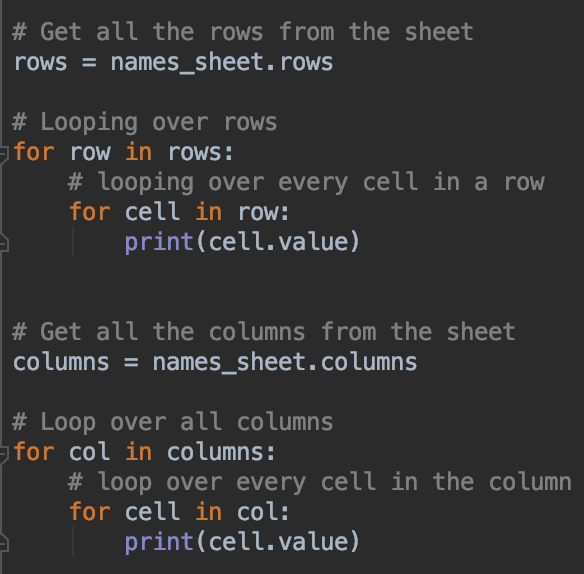 # Get all the rows from the sheet
rows = names_sheet.rows

# Looping over rows
for row in rows:
    # looping over every cell in a row
    for cell in row:
        print(cell.value)


# Get all the columns from the sheet
columns = names_sheet.columns

# Loop over all columns
for col in columns:
    # loop over every cell in the column
    for cell in col:
        print(cell.value)